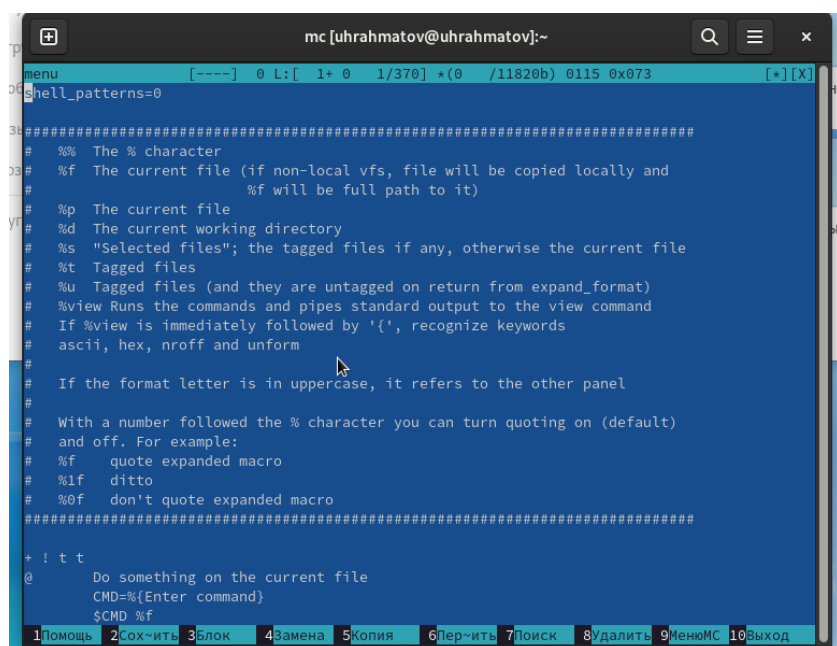 mc [uhrahmatov@uhrahmatov]:~
menu [----] 0 L:[ 1+ 0 1/370] *(0 /11820b) 0115 0x073 [*][X]
shell_patterns=0
################################################################################
# %% The % character
# %f The current file (if non-local vfs, file will be copied locally and
# %f will be full path to it)
# %p The current file
# %d The current working directory
# %s "Selected files"; the tagged files if any, otherwise the current file
# %t Tagged files
# %u Tagged files (and they are untagged on return from expand_format)
# %view Runs the commands and pipes standard output to the view command
# If %view is immediately followed by '{', recognize keywords
# ascii, hex, nroff and unform
#
# If the format letter is in uppercase, it refers to the other panel
#
# With a number followed the % character you can turn quoting on (default)
# and off. For example:
# %f quote expanded macro
# %1f ditto
# %0f don't quote expanded macro
################################################################################
+ ! t t
@ Do something on the current file
CMD=%{Enter command}
$CMD %f
1Помощь 2Сох~ить 3Блок 4Замена 5Копия 6Пер~ить 7Поиск 8Удалить 9МенюMC 10Выход